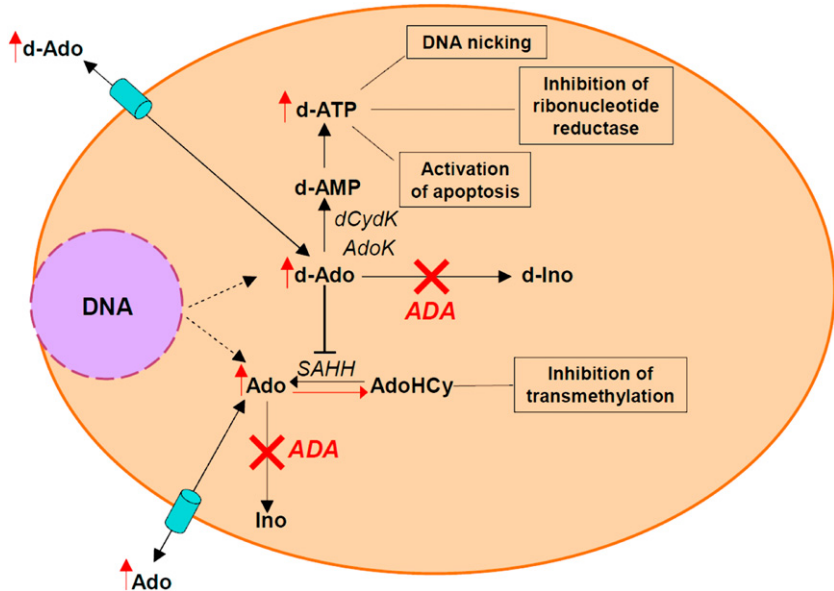 d-Ado
DNA nicking
Inhibition of
ribonucleotide
reductase
d-ATP
Activation
of apoptosis
d-AMP
dCydK
AdoK
d-Ado
d-Ino
ADA
DNA
SAHH
Ado
AdoHCy
Inhibition of
transmethylation
ADA
Ino
Ado